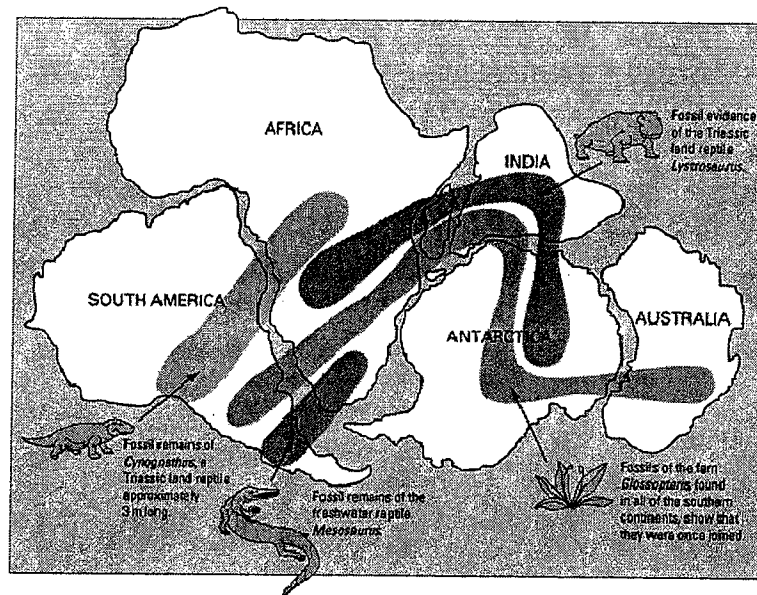 AFRICA
INDIA
Fossil evidence
of the Triassic
land reptile
Lystrosaurus.
SOUTH AMERICA
ANTARCTICA
AUSTRALIA
Fossil remains of
Cynognathus, a
Triassic land reptile
approximately
3 m long.
Fossil remains of the
freshwater reptile
Mesosaurus.
Fossils of the fern
Glossopteris found
in all of the southern
continents, show that
they were once joined.